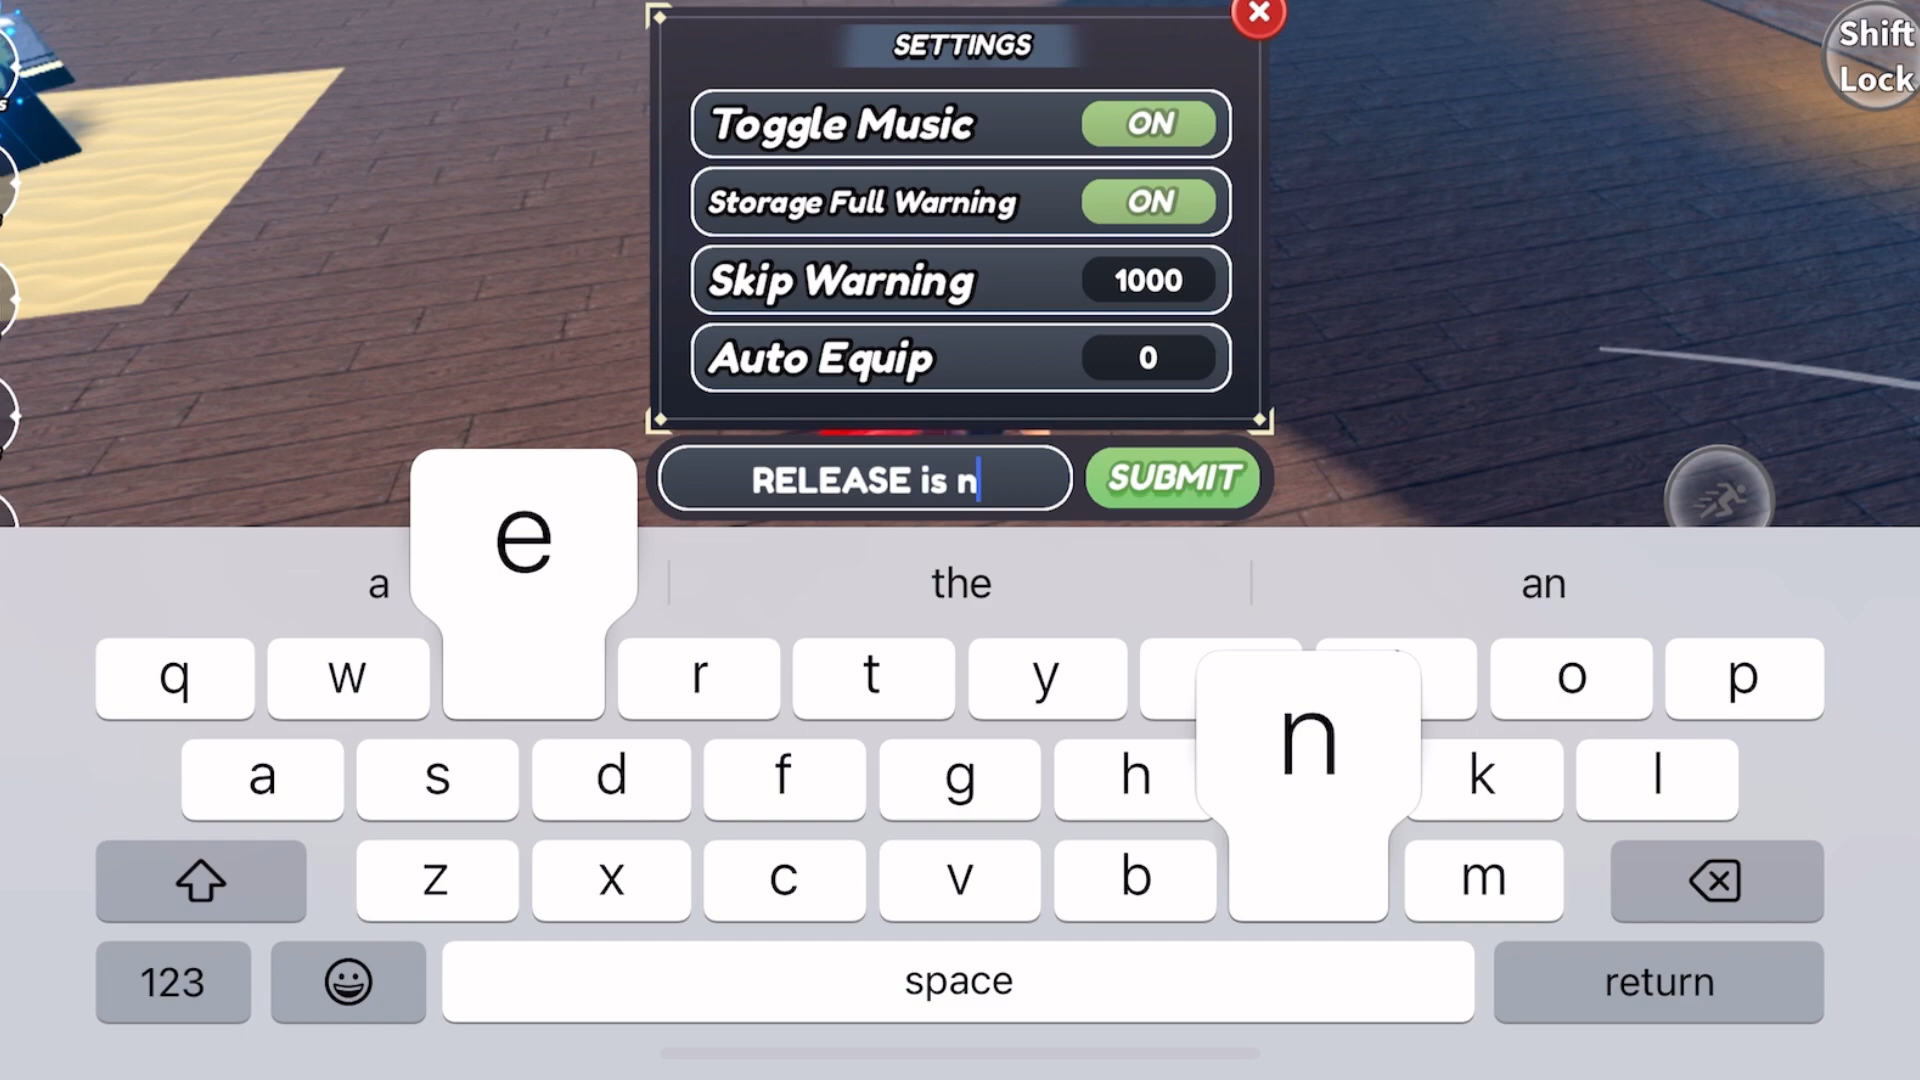 SETTINGS
Shift
Lock
Toggle Music ON
Storage Full Warning ON
Skip Warning 1000
Auto Equip 0
RELEASE is n SUBMIT
e
a the an
q w r t y o p
n
a s d f g h k l
z x c v b m
123 space return